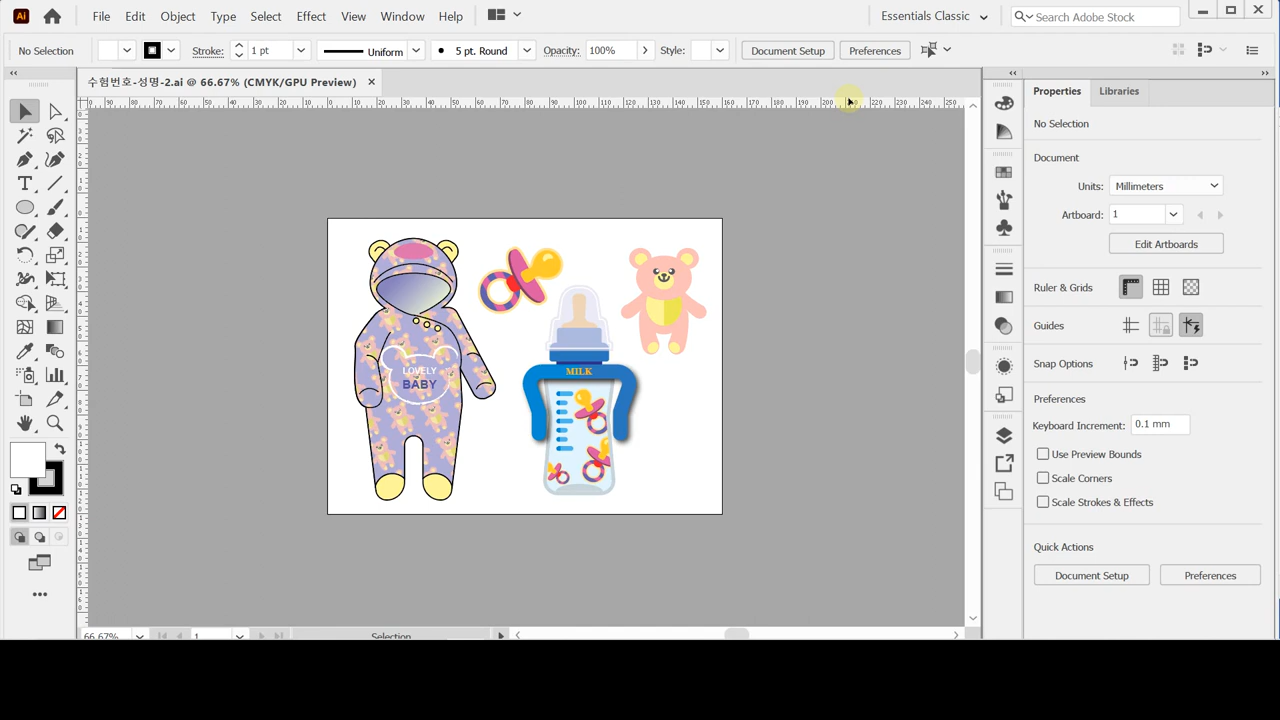 File Edit Object Type Select Effect View Window Help
Essentials Classic
Search Adobe Stock
No Selection
Stroke: 1 pt
Uniform
5 pt. Round
Opacity: 100%
Style:
Document Setup
Preferences
수험번호-성명-2.ai @ 66.67% (CMYK/GPU Preview)
Properties
Libraries
No Selection
Document
Units: Millimeters
Artboard: 1
Edit Artboards
Ruler & Grids
Guides
Snap Options
Preferences
Keyboard Increment: 0.1 mm
Use Preview Bounds
Scale Corners
Scale Strokes & Effects
Quick Actions
Document Setup
Preferences
LOVELY
BABY
MILK
66.67%
1
Selection